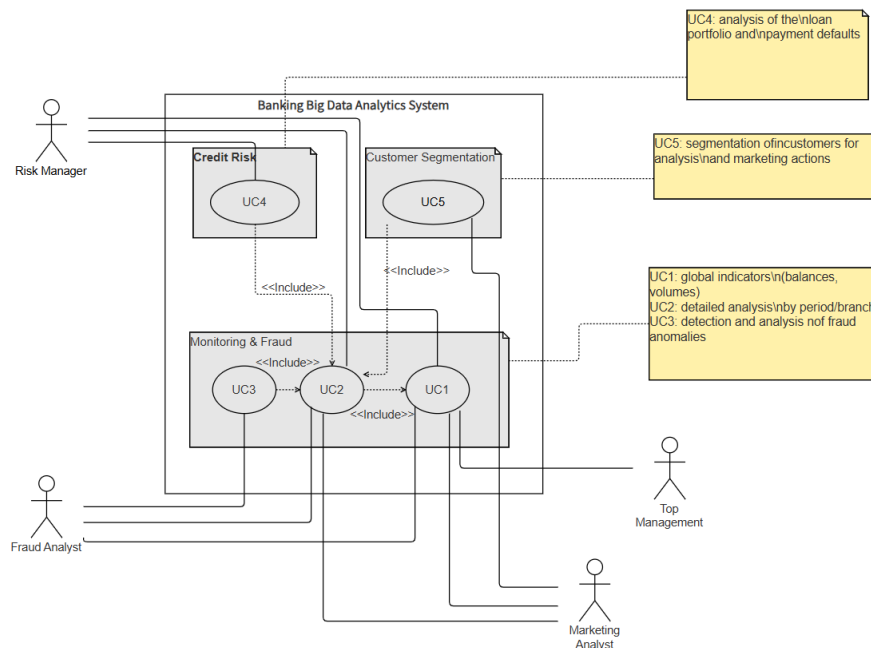 UC4: analysis of the\nloan
portfolio and\npayment defaults
Banking Big Data Analytics System
Risk Manager
Credit Risk
Customer Segmentation
UC5: segmentation ofincustomers for
analysis\nand marketing actions
UC4
UC5
<<Include>>
<<Include>>
UC1: global indicators\n(balances,
volumes)
UC2: detailed analysis\nby period/branch
UC3: detection and analysis nof fraud
anomalies
Monitoring & Fraud
<<Include>>
UC3
UC2
UC1
<<Include>>
Top
Management
Fraud Analyst
Marketing
Analyst